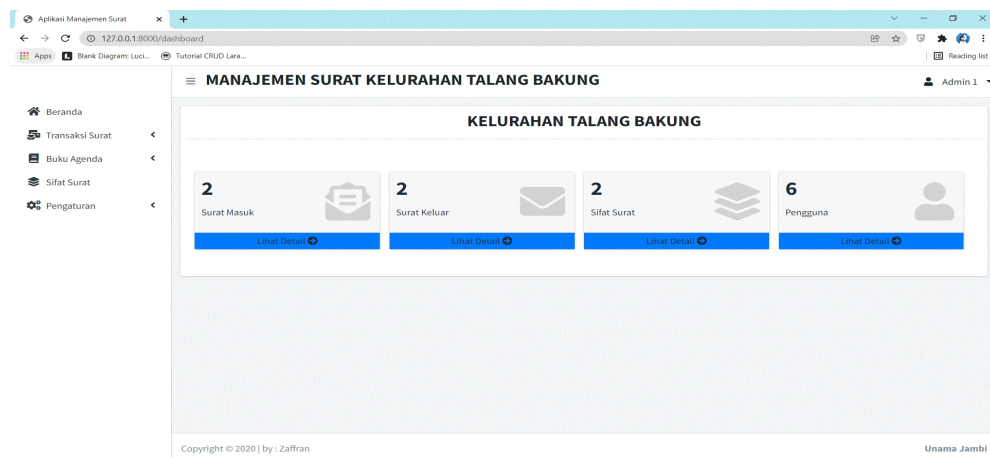 Aplikasi Manajemen Surat
127.0.0.1:8000/dashboard
Apps Blank Diagram: Luci... Tutorial CRUD Lara... Reading list
MANAJEMEN SURAT KELURAHAN TALANG BAKUNG
Admin 1
Beranda
Transaksi Surat
Buku Agenda
Sifat Surat
Pengaturan
KELURAHAN TALANG BAKUNG
2
Surat Masuk
Lihat Detail
2
Surat Keluar
Lihat Detail
2
Sifat Surat
Lihat Detail
6
Pengguna
Lihat Detail
Copyright © 2020 | by : Zaffran
Unama Jambi